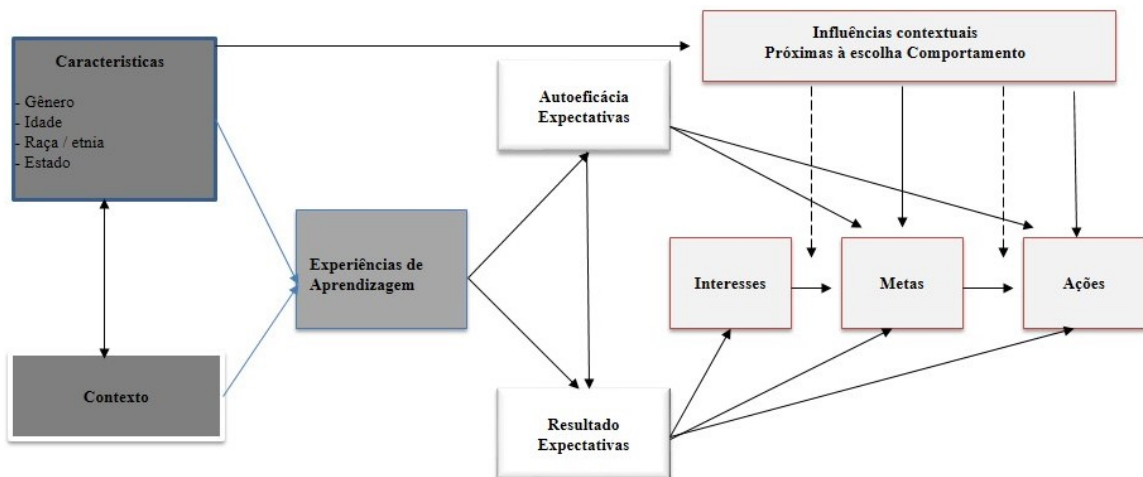 Caracteristicas
- Gênero
- Idade
- Raça / etnia
- Estado
Contexto
Experiências de
Aprendizagem
Autoeficácia
Expectativas
Resultado
Expectativas
Influências contextuais
Próximas à escolha Comportamento
Interesses
Metas
Ações